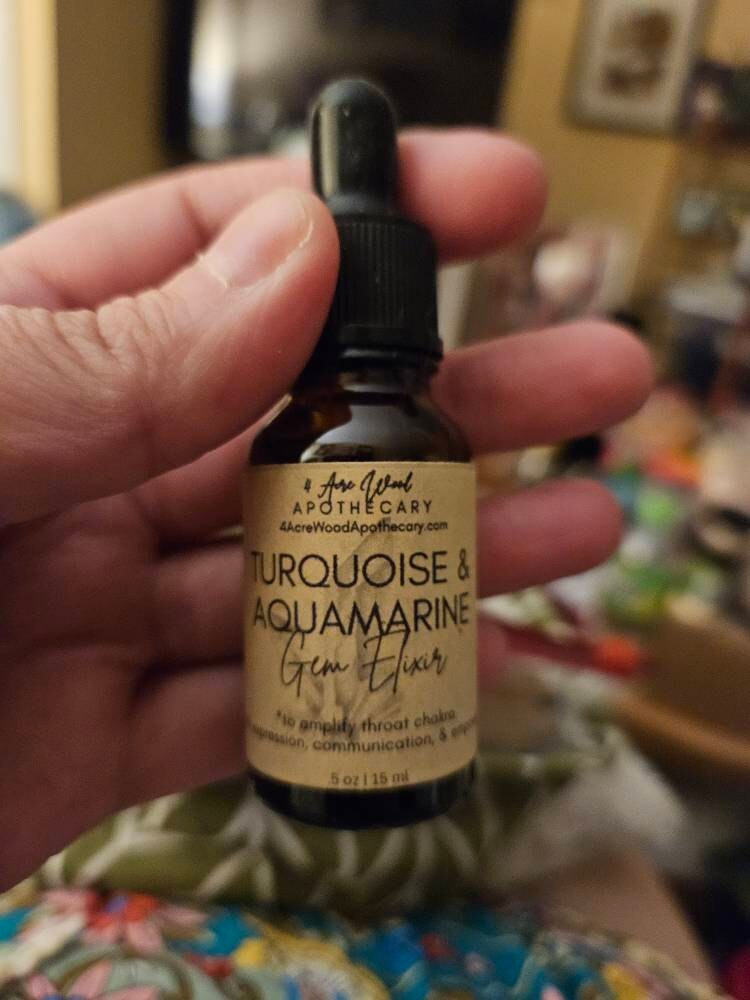 4 Acre Wood
APOTHECARY
4AcreWoodApothecary.com
TURQUOISE &
AQUAMARINE
Gem Elixir
*to amplify throat chakra
communication, &
.5 oz | 15 ml